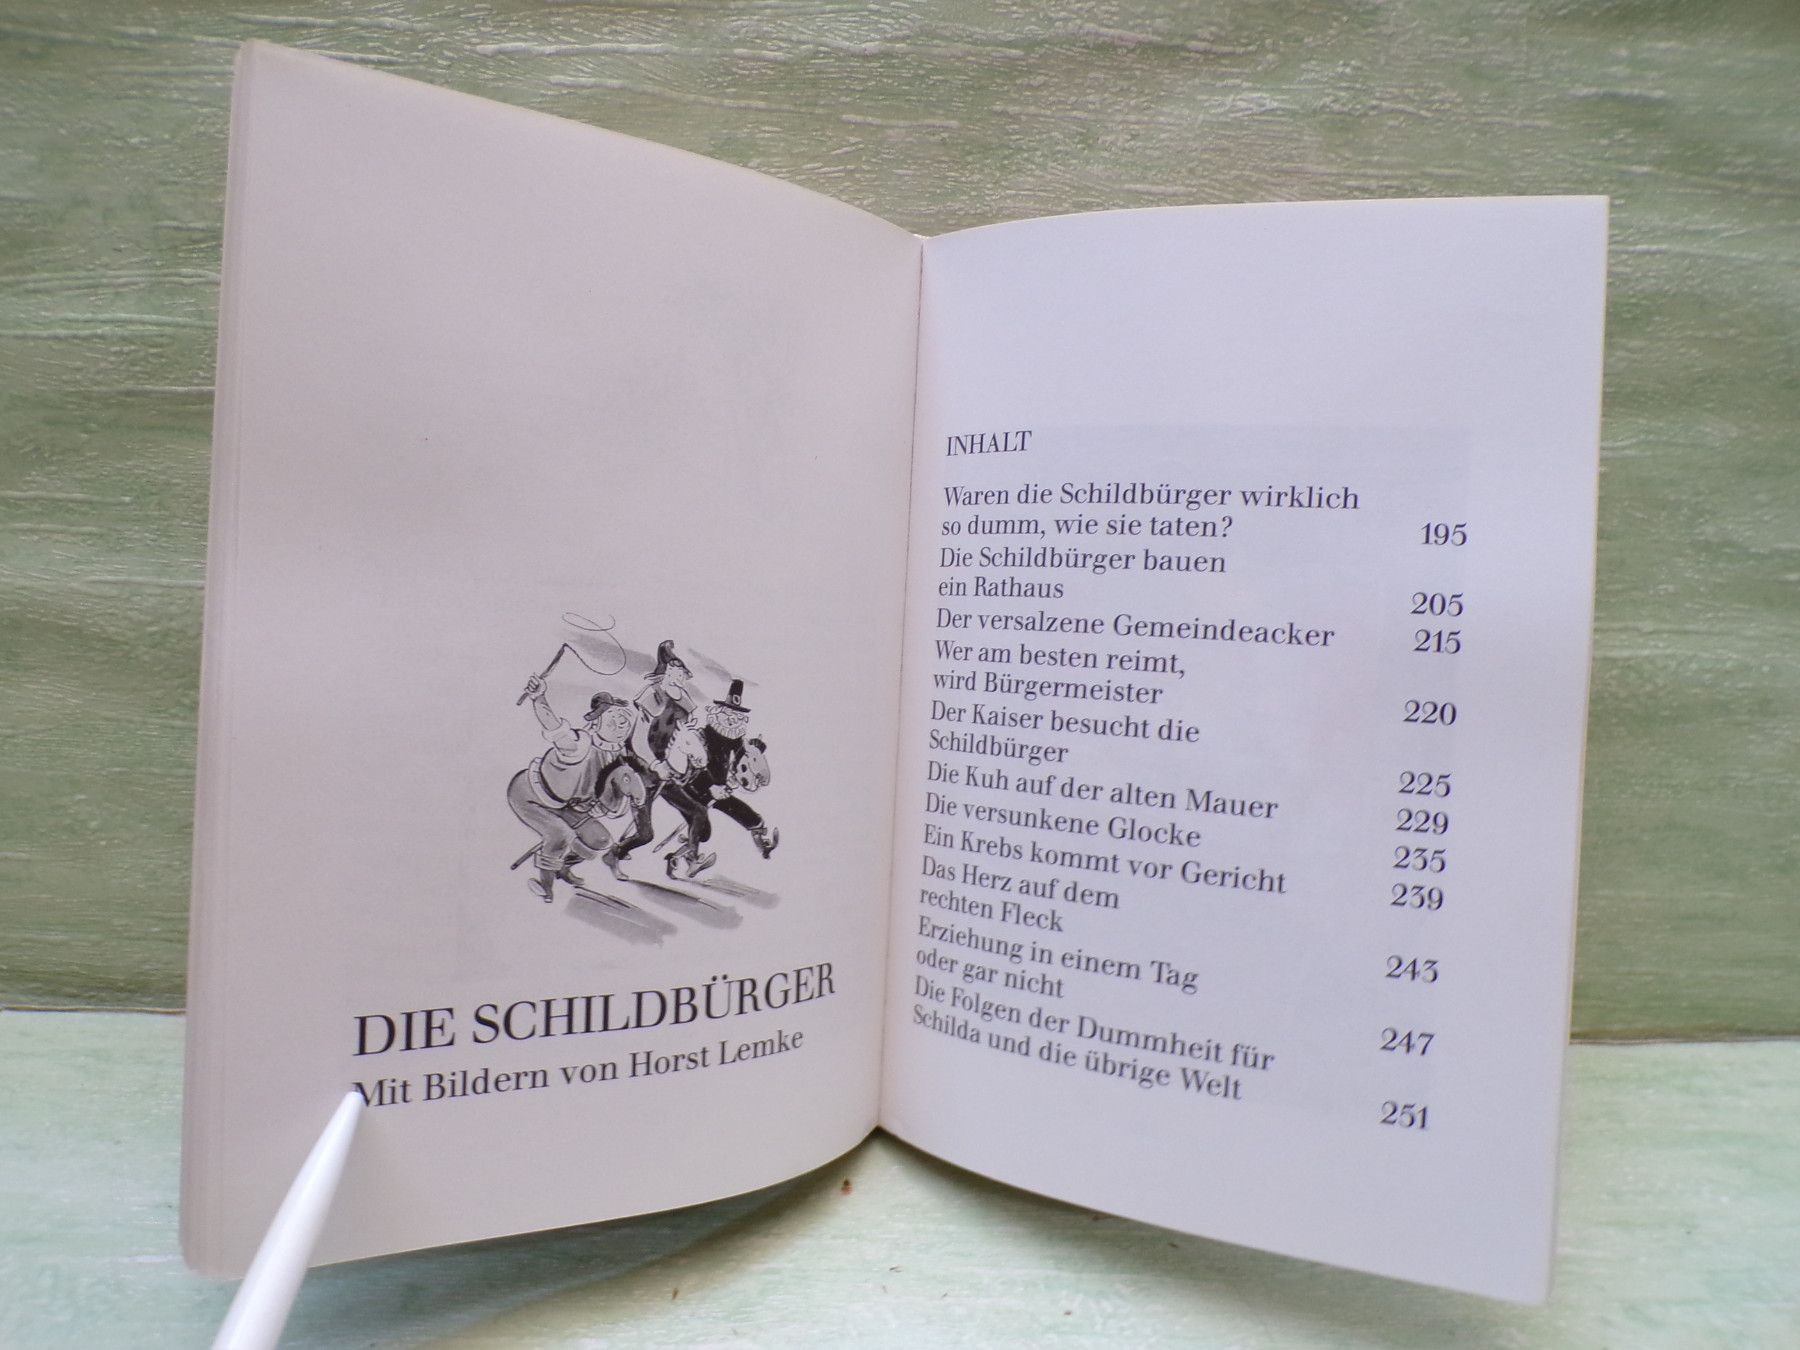 DIE SCHILDBÜRGER
Mit Bildern von Horst Lemke
INHALT
Waren die Schildbürger wirklich
so dumm, wie sie taten? 195
Die Schildbürger bauen
ein Rathaus 205
Der versalzene Gemeindeacker 215
Wer am besten reimt,
wird Bürgermeister 220
Der Kaiser besucht die
Schildbürger 225
Die Kuh auf der alten Mauer 229
Die versunkene Glocke 235
Ein Krebs kommt vor Gericht 239
Das Herz auf dem
rechten Fleck 243
Erziehung in einem Tag
oder gar nicht 247
Die Folgen der Dummheit für
Schilda und die übrige Welt 251